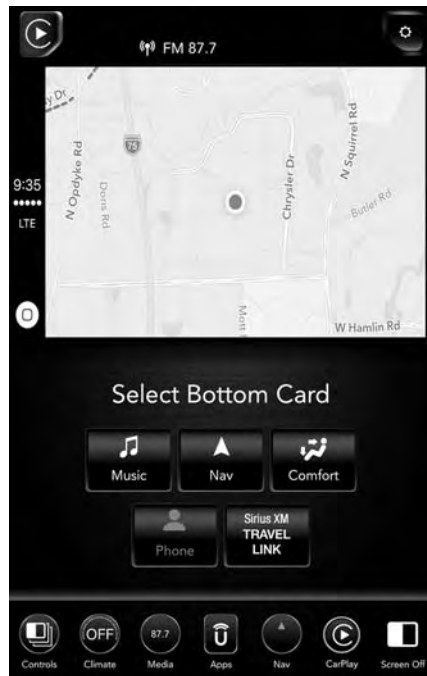 FM 87.7
y Dr
75
N Opdyke Rd
Doris Rd
Chrysler Dr
N Squirrel Rd
Butler Rd
9:35
LTE
Mott
W Hamlin Rd
Select Bottom Card
Music
Nav
Comfort
Phone
Sirius XM
TRAVEL
LINK
OFF
87.7
Controls
Climate
Media
Apps
Nav
CarPlay
Screen Off